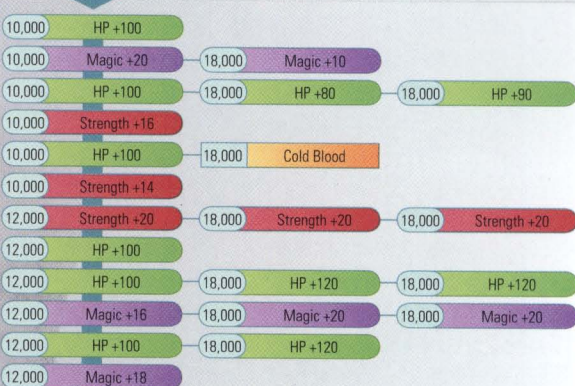 10,000 HP +100
10,000 Magic +20 18,000 Magic +10
10,000 HP +100 18,000 HP +80 18,000 HP +90
10,000 Strength +16
10,000 HP +100 18,000 Cold Blood
10,000 Strength +14
12,000 Strength +20 18,000 Strength +20 18,000 Strength +20
12,000 HP +100
12,000 HP +100 18,000 HP +120 18,000 HP +120
12,000 Magic +16 18,000 Magic +20 18,000 Magic +20
12,000 HP +100 18,000 HP +120
12,000 Magic +18